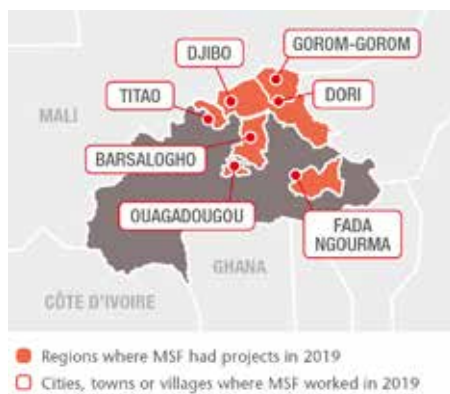 GOROM-GOROM
DJIBO
TITAO
DORI
MALI
BARSALOGHO
OUAGADOUGOU
FADA
NGOURMA
GHANA
CÔTE D'IVOIRE
Regions where MSF had projects in 2019
Cities, towns or villages where MSF worked in 2019